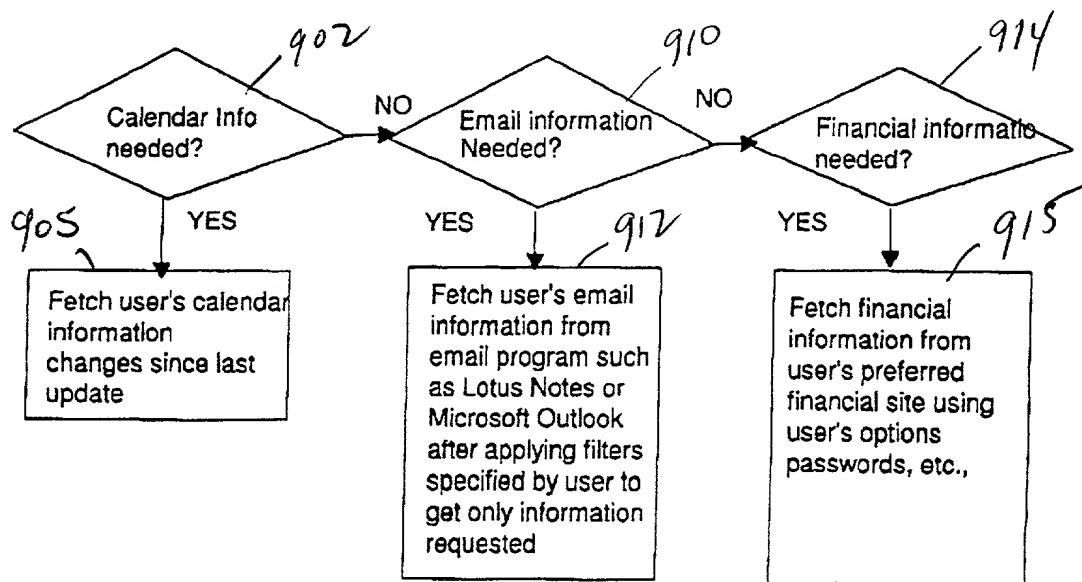 902
Calendar Info
needed?
NO
910
Email information
Needed?
NO
914
Financial informatio
needed?
905
YES
Fetch user's calendar
information
changes since last
update
YES
912
Fetch user's email
information from
email program such
as Lotus Notes or
Microsoft Outlook
after applying filters
specified by user to
get only information
requested
YES
915
Fetch financial
information from
user's preferred
financial site using
user's options
passwords, etc.,